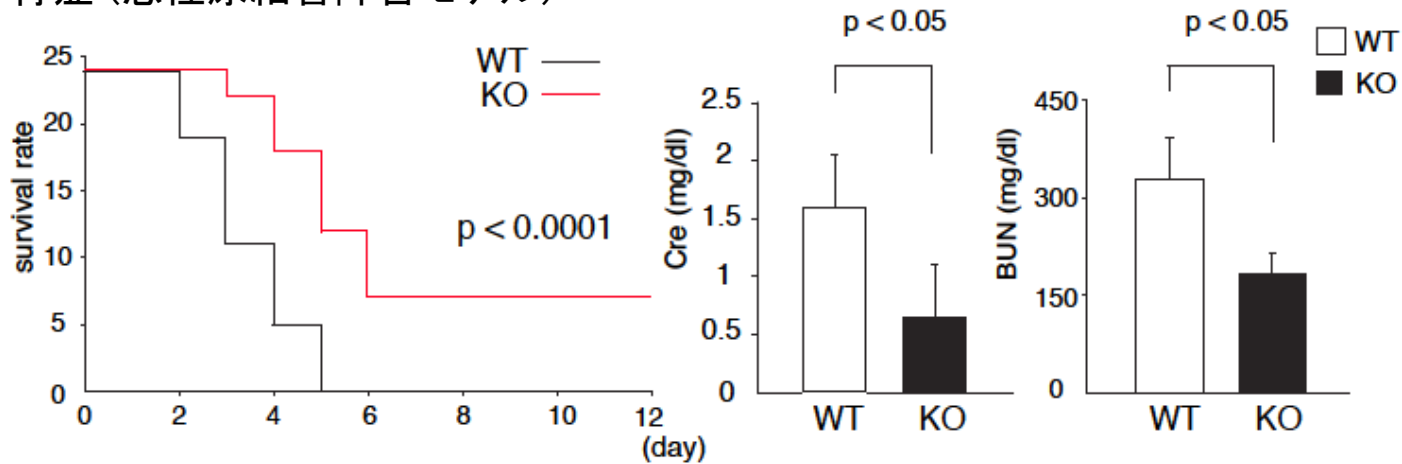 p < 0.05
p < 0.05
WT
KO
25
20
15
10
5
0
survival rate
WT
KO
p < 0.0001
0 2 4 6 8 10 12
(day)
2.5
2
1.5
1
0.5
0
Cre (mg/dl)
WT KO
450
300
150
0
BUN (mg/dl)
WT KO